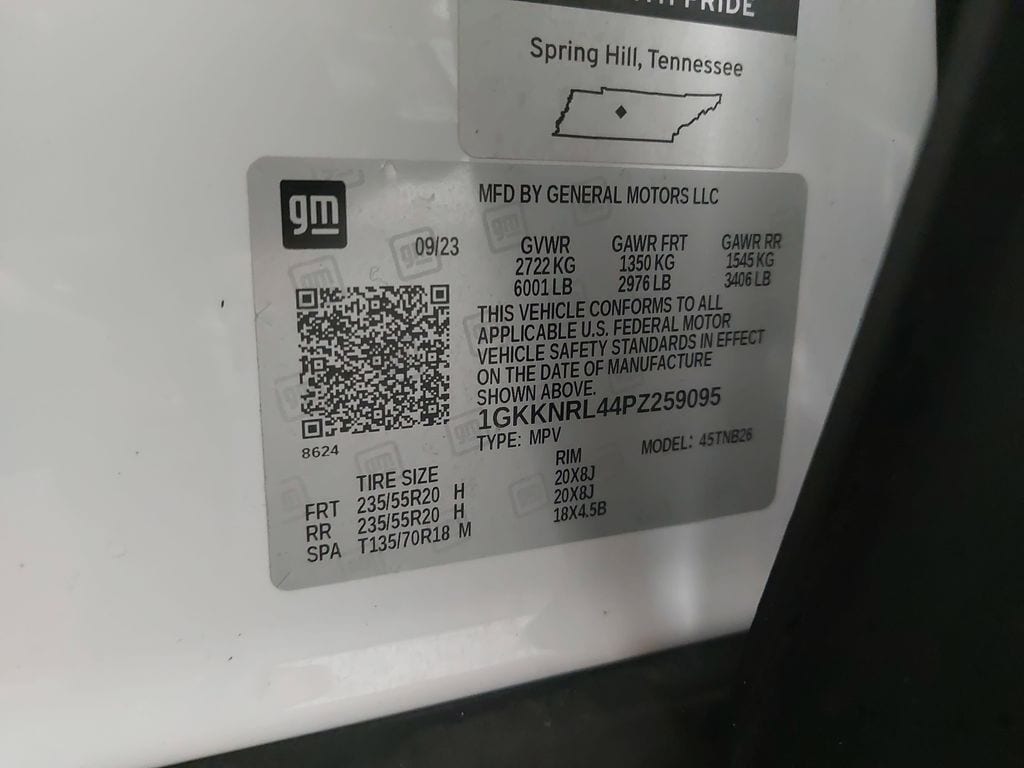 PRIDE
Spring Hill, Tennessee
gm
MFD BY GENERAL MOTORS LLC
09/23
GVWR GAWR FRT GAWR RR
2722 KG 1350 KG 1545 KG
6001 LB 2976 LB 3406 LB
THIS VEHICLE CONFORMS TO ALL
APPLICABLE U.S. FEDERAL MOTOR
VEHICLE SAFETY STANDARDS IN EFFECT
ON THE DATE OF MANUFACTURE
SHOWN ABOVE.
1GKKNRL44PZ259095
TYPE: MPV MODEL: 45TNB26
8624
TIRE SIZE RIM
FRT 235/55R20 H 20X8J
RR 235/55R20 H 20X8J
SPA T135/70R18 M 18X4.5B